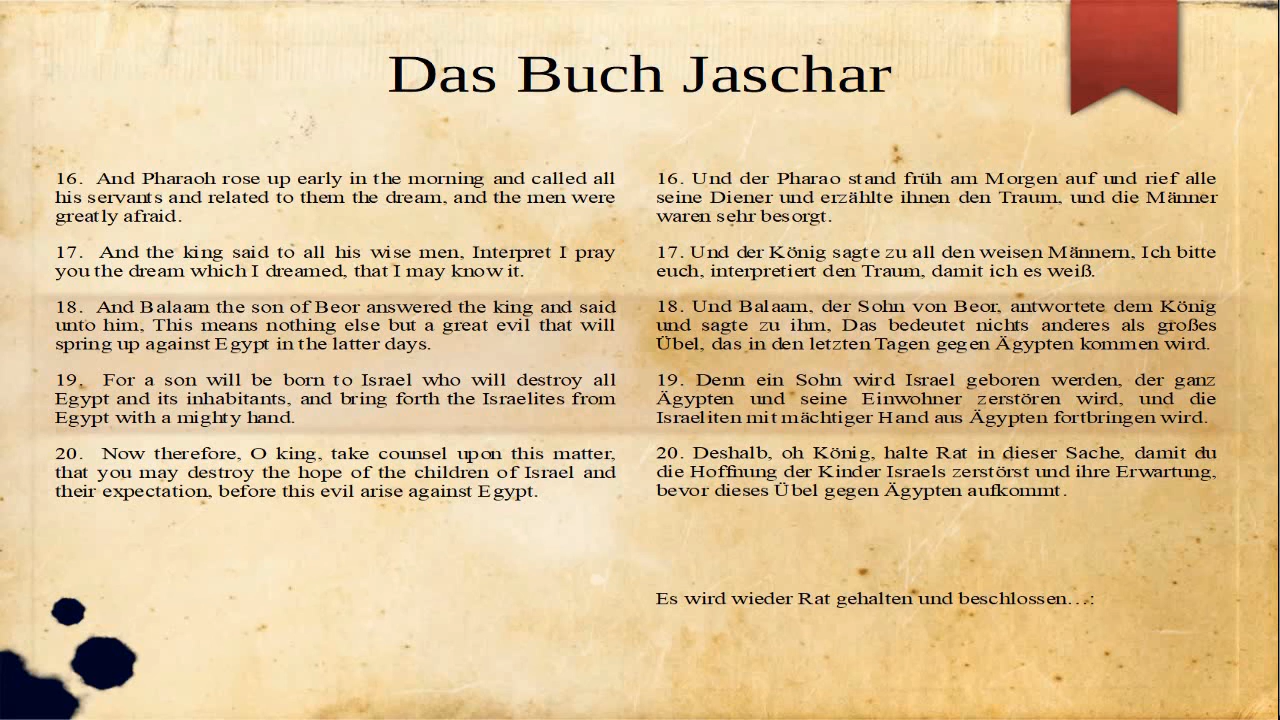 Das Buch Jaschar
16. And Pharaoh rose up early in the morning and called all
his servants and related to them the dream, and the men were
greatly afraid.
17. And the king said to all his wise men, Interpret I pray
you the dream which I dreamed, that I may know it.
18. And Balaam the son of Beor answered the king and said
unto him, This means nothing else but a great evil that will
spring up against Egypt in the latter days.
19. For a son will be born to Israel who will destroy all
Egypt and its inhabitants, and bring forth the Israelites from
Egypt with a mighty hand.
20. Now therefore, O king, take counsel upon this matter,
that you may destroy the hope of the children of Israel and
their expectation, before this evil arise against Egypt.
16. Und der Pharao stand früh am Morgen auf und rief alle
seine Diener und erzählte ihnen den Traum, und die Männer
waren sehr besorgt.
17. Und der König sagte zu all den weisen Männern, Ich bitte
euch, interpretiert den Traum, damit ich es weiß.
18. Und Balaam, der Sohn von Beor, antwortete dem König
und sagte zu ihm, Das bedeutet nichts anderes als großes
Übel, das in den letzten Tagen gegen Ägypten kommen wird.
19. Denn ein Sohn wird Israel geboren werden, der ganz
Ägypten und seine Einwohner zerstören wird, und die
Israeliten mit mächtiger Hand aus Ägypten fortbringen wird.
20. Deshalb, oh König, halte Rat in dieser Sache, damit du
die Hoffnung der Kinder Israels zerstörst und ihre Erwartung,
bevor dieses Übel gegen Ägypten aufkommt.
Es wird wieder Rat gehalten und beschlossen…: